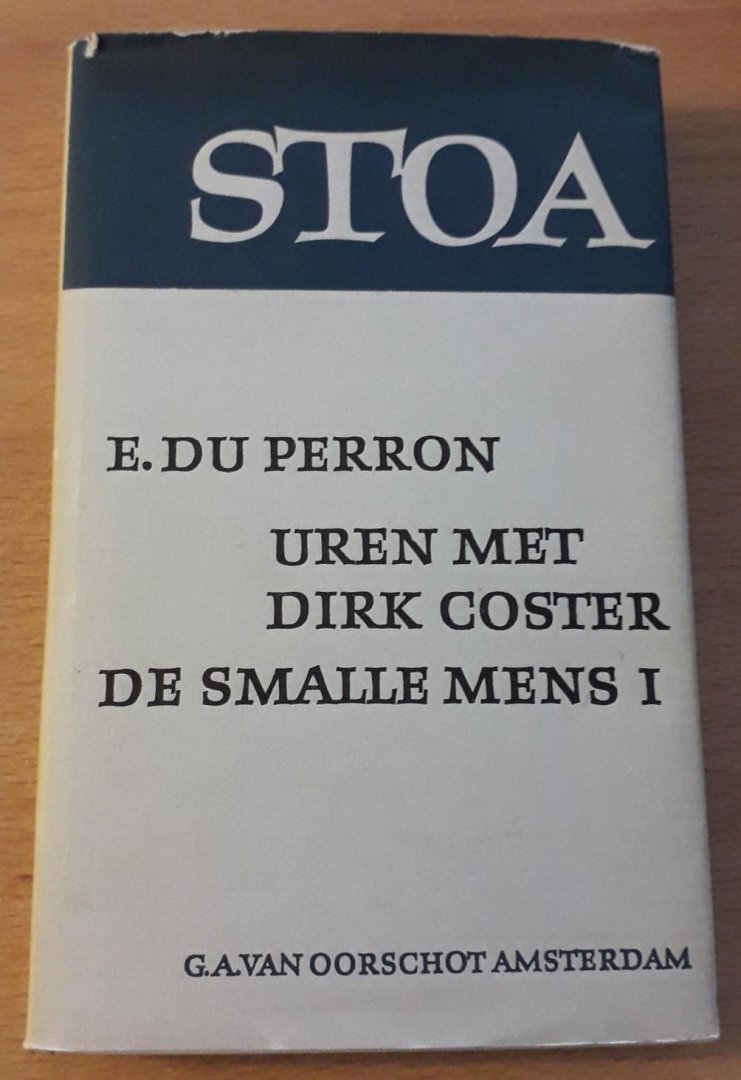 STOA
E. DU PERRON
UREN MET
DIRK COSTER
DE SMALLE MENS I
G.A. VAN OORSCHOT AMSTERDAM